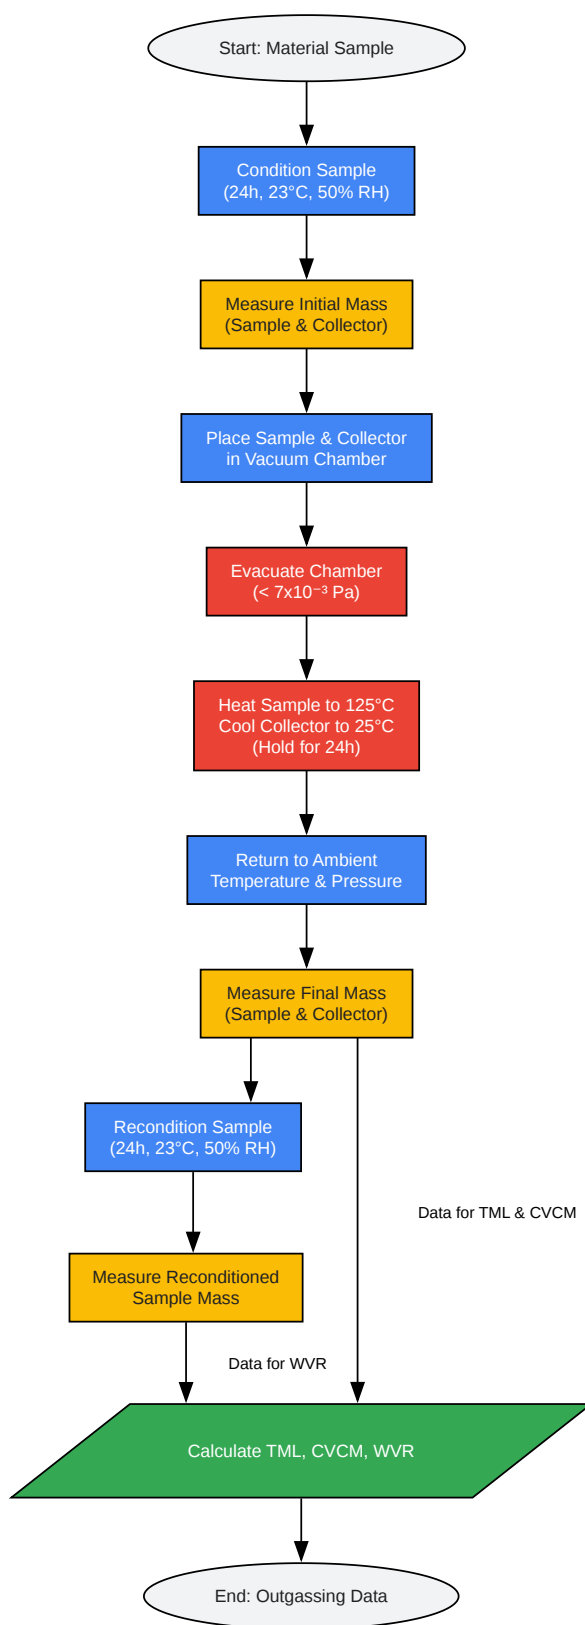 Start: Material Sample
Condition Sample
(24h, 23°C, 50% RH)
Measure Initial Mass
(Sample & Collector)
Place Sample & Collector
in Vacuum Chamber
Evacuate Chamber
(< 7x10⁻³ Pa)
Heat Sample to 125°C
Cool Collector to 25°C
(Hold for 24h)
Return to Ambient
Temperature & Pressure
Measure Final Mass
(Sample & Collector)
Recondition Sample
(24h, 23°C, 50% RH)
Data for TML & CVCM
Measure Reconditioned
Sample Mass
Data for WVR
Calculate TML, CVCM, WVR
End: Outgassing Data